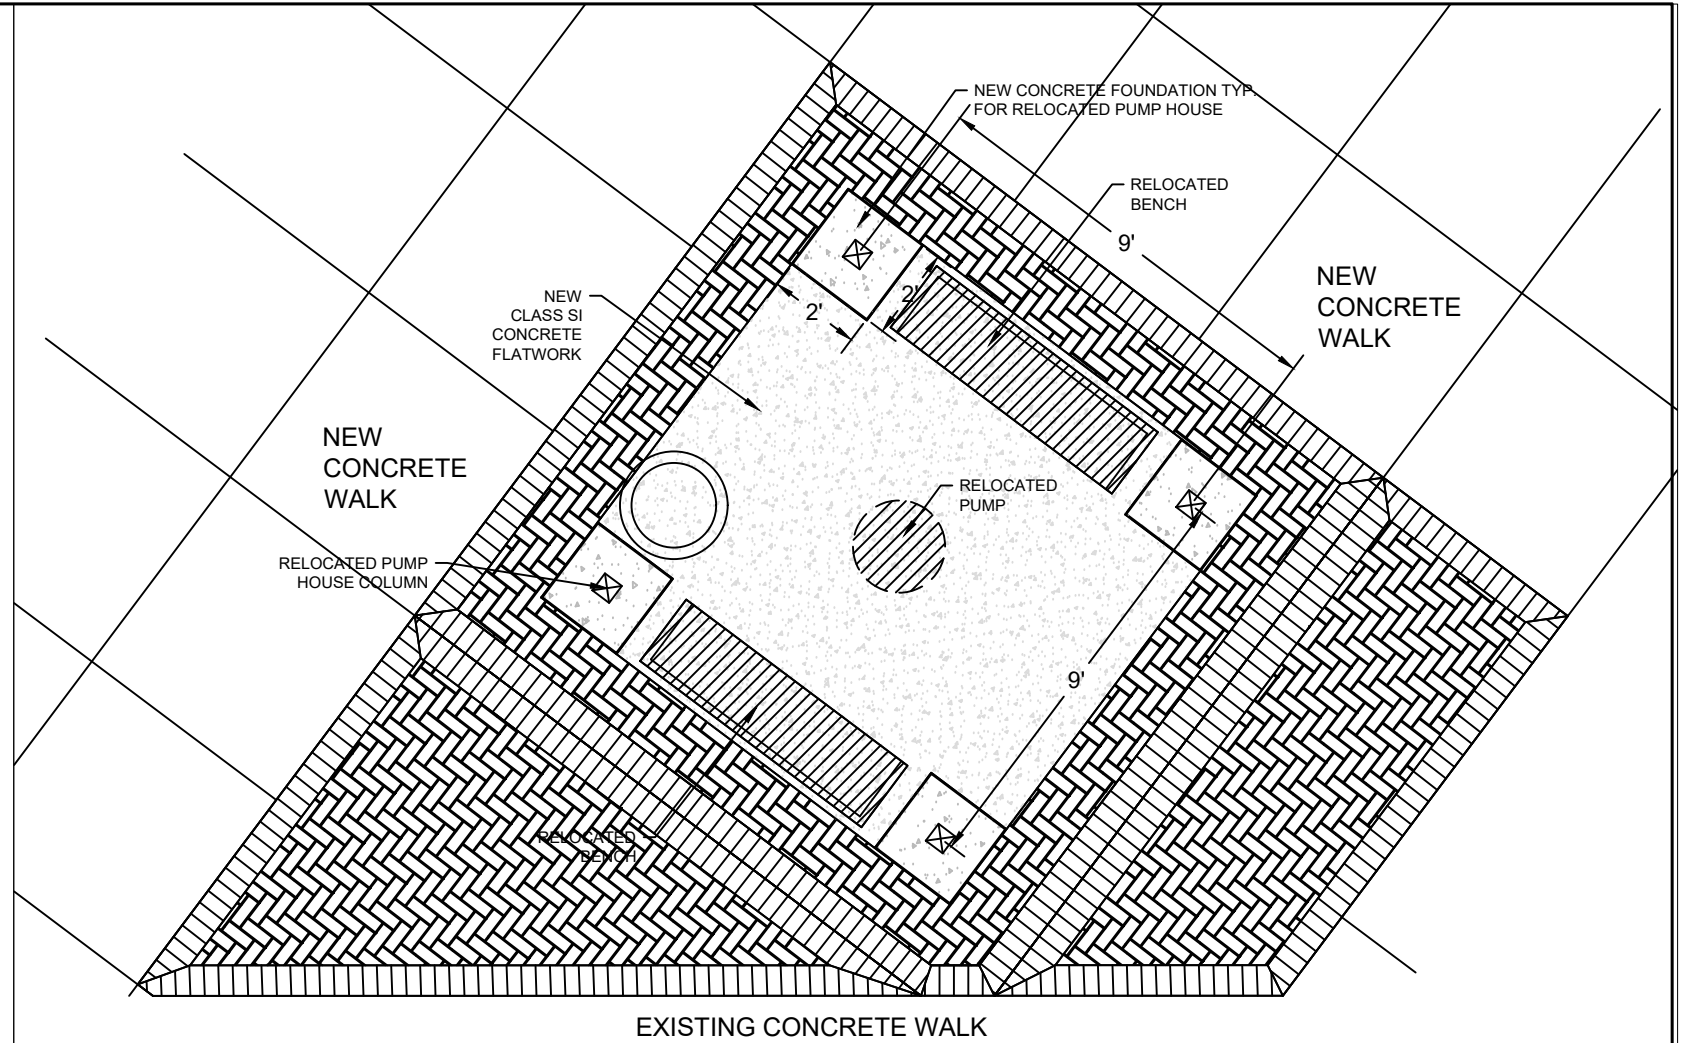 NEW CONCRETE FOUNDATION TYP.
FOR RELOCATED PUMP HOUSE
RELOCATED
BENCH
9'
NEW
CONCRETE
WALK
NEW
CLASS SI
CONCRETE
FLATWORK
2'
2'
NEW
CONCRETE
WALK
RELOCATED
PUMP
RELOCATED PUMP
HOUSE COLUMN
9'
RELOCATED
BENCH
EXISTING CONCRETE WALK